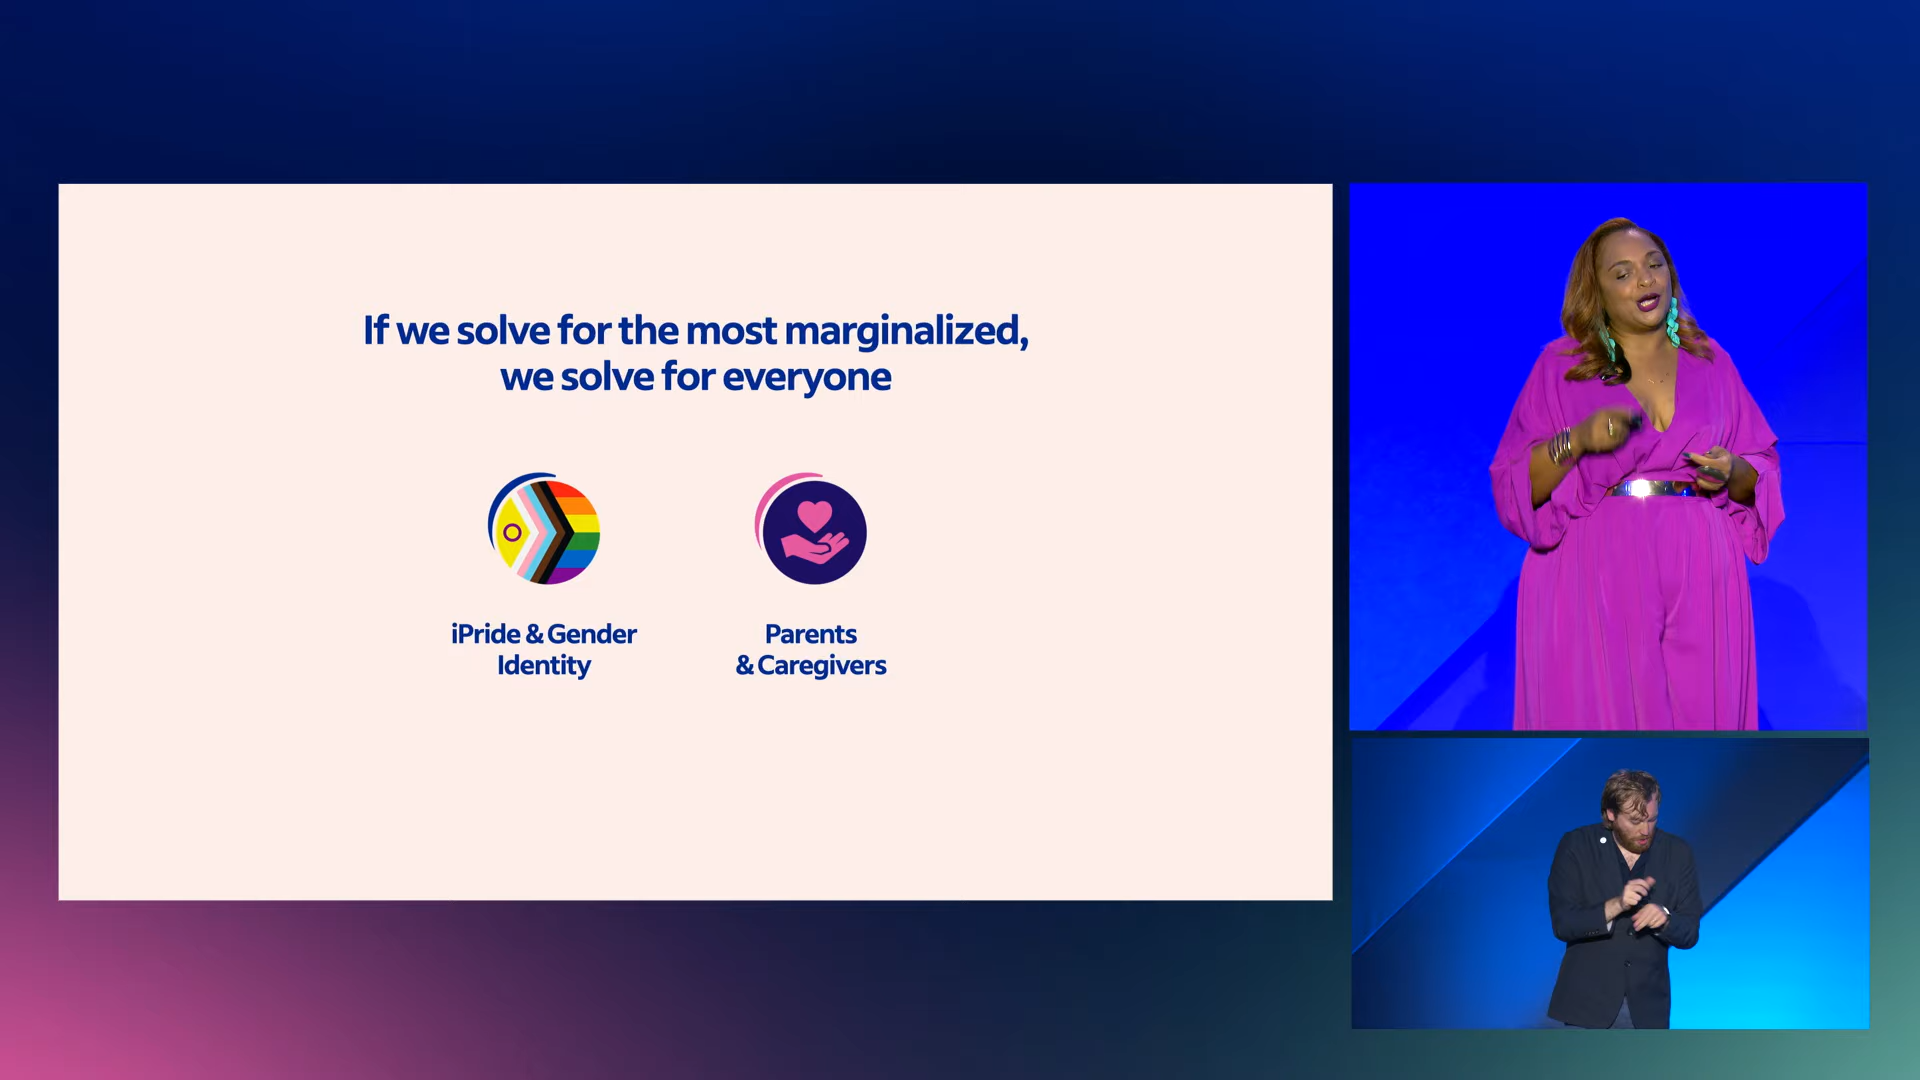 If we solve for the most marginalized,
we solve for everyone
iPride & Gender
Identity
Parents
& Caregivers